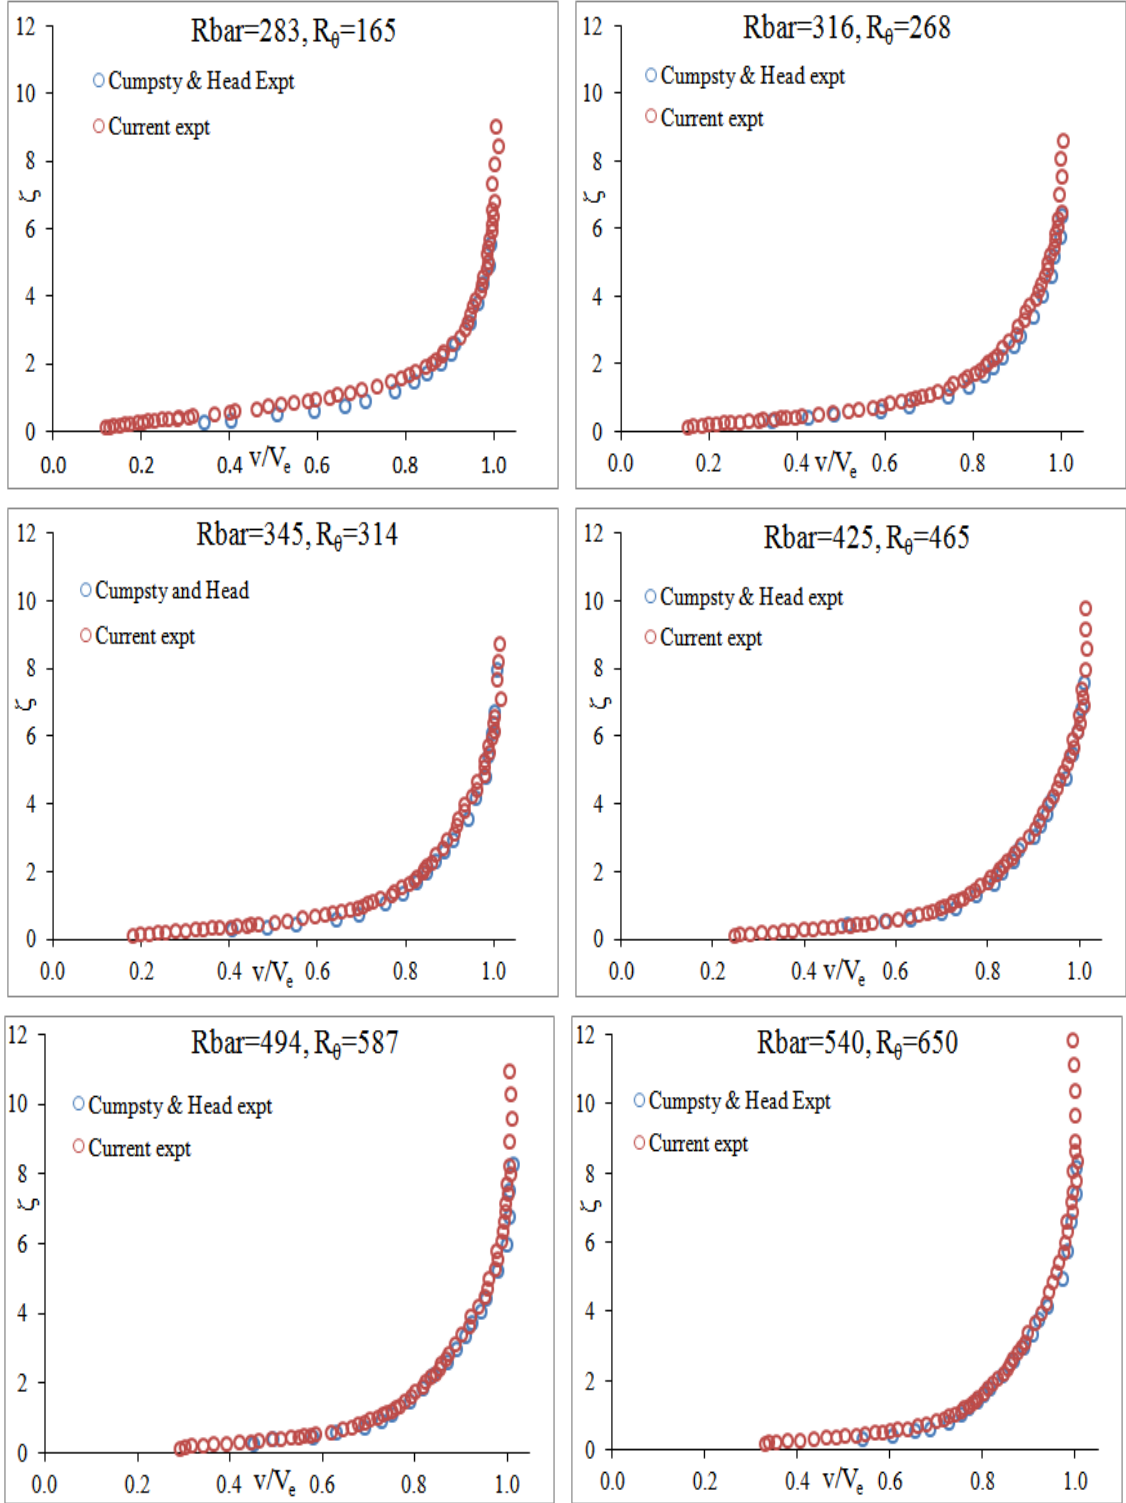 Rbar=283, Rθ=165
Cumpsty & Head Expt
Current expt
12
10
8
6
4
2
0
ζ
0.0 0.2 0.4 0.6 0.8 1.0
v/Ve
Rbar=316, Rθ=268
Cumpsty & Head expt
Current expt
12
10
8
6
4
2
0
ζ
0.0 0.2 0.4 0.6 0.8 1.0
v/Ve
Rbar=345, Rθ=314
Cumpsty and Head
Current expt
12
10
8
6
4
2
0
ζ
0.0 0.2 0.4 0.6 0.8 1.0
v/Ve
Rbar=425, Rθ=465
Cumpsty & Head expt
Current expt
12
10
8
6
4
2
0
ζ
0.0 0.2 0.4 0.6 0.8 1.0
v/Ve
Rbar=494, Rθ=587
Cumpsty & Head expt
Current expt
12
10
8
6
4
2
0
ζ
0.0 0.2 0.4 0.6 0.8 1.0
v/Ve
Rbar=540, Rθ=650
Cumpsty & Head Expt
Current expt
12
10
8
6
4
2
0
ζ
0.0 0.2 0.4 0.6 0.8 1.0
v/Ve